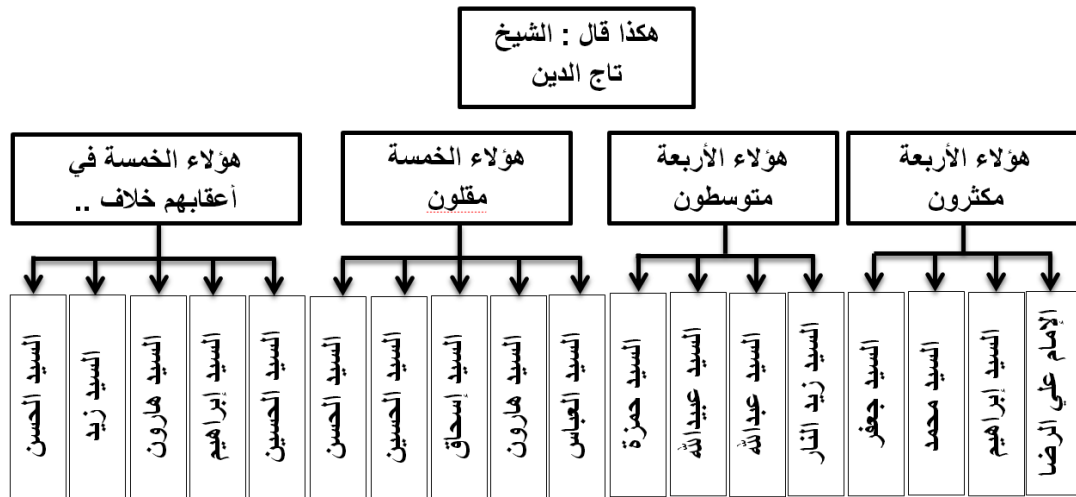 هكذا قال : الشيخ
تاج الدين
هؤلاء الأربعة
مكثرون
هؤلاء الأربعة
متوسطون
هؤلاء الخمسة
مقلون
هؤلاء الخمسة في
أعقابهم خلاف ..
الإمام علي الرضا
السيد إبراهيم
السيد محمد
السيد جعفر
السيد زيد النار
السيد عبدالله
السيد عبيدالله
السيد حمزة
السيد العباس
السيد هارون
السيد إسحاق
السيد الحسين
السيد الحسن
السيد الحسين
السيد إبراهيم
السيد هارون
السيد زيد
السيد الحسن